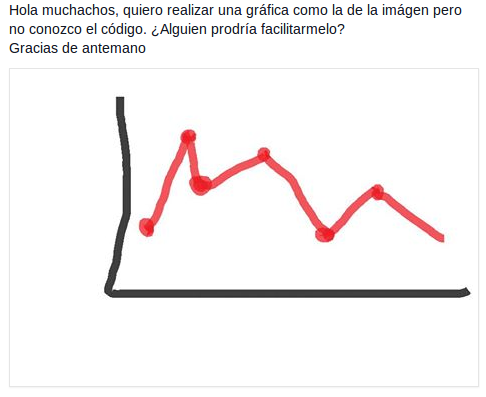 Hola muchachos, quiero realizar una gráfica como la de la imágen pero
no conozco el código. ¿Alguien prodría facilitarmelo?
Gracias de antemano